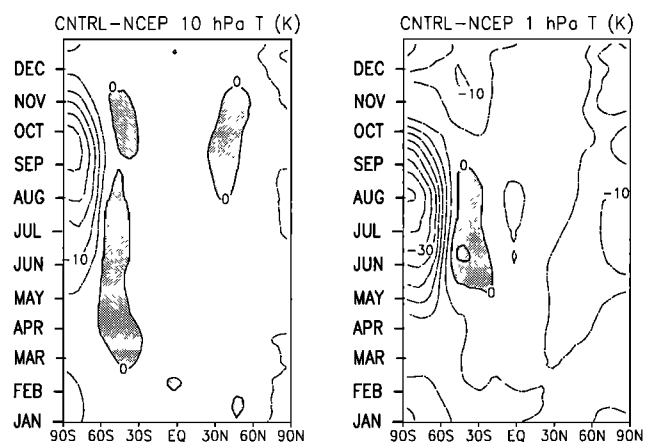 CNTRL-NCEP 10 hPa T (K)
DEC
NOV
OCT
SEP
AUG
JUL
JUN
MAY
APR
MAR
FEB
JAN
0
0
0
-10
0
90S 60S 30S EQ 30N 60N 90N
CNTRL-NCEP 1 hPa T (K)
DEC
NOV
OCT
SEP
AUG
JUL
JUN
MAY
APR
MAR
FEB
JAN
-10
0
-10
-30
0
90S 60S 30S EQ 30N 60N 90N